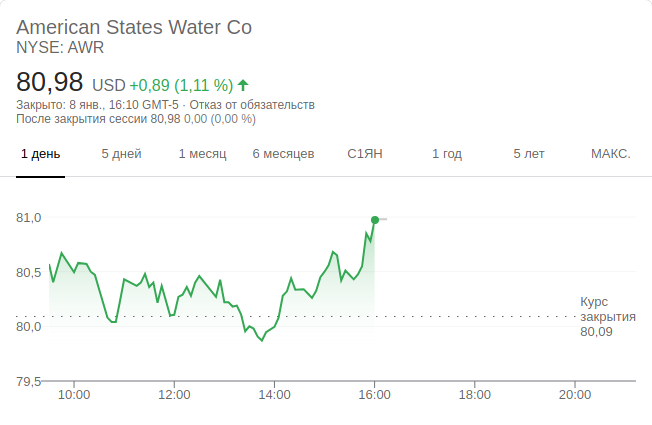 American States Water Co
NYSE: AWR
80,98 USD +0,89 (1,11 %)
Закрыто: 8 янв., 16:10 GMT-5 · Отказ от обязательств
После закрытия сессии 80,98 0,00 (0,00 %)
1 день 5 дней 1 месяц 6 месяцев С1ЯН 1 год 5 лет МАКС.
81,0
80,5
80,0
79,5
Курс
закрытия
80,09
10:00 12:00 14:00 16:00 18:00 20:00